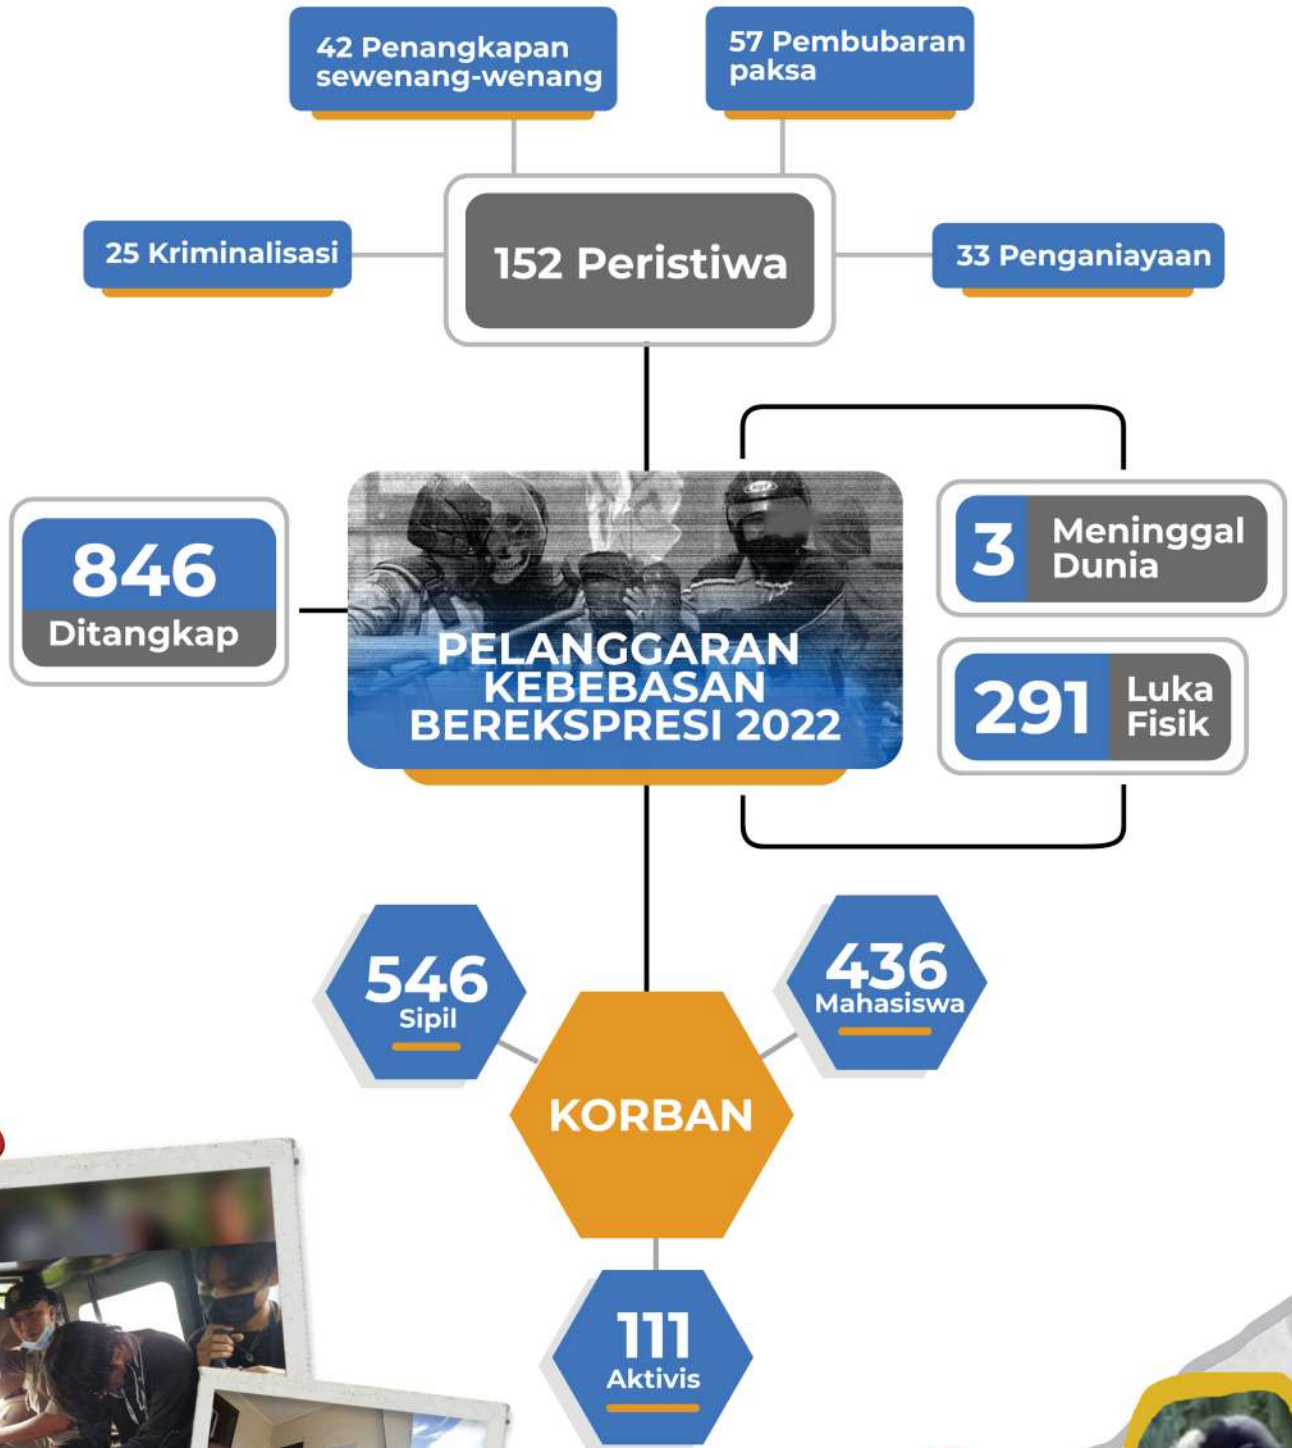 42 Penangkapan
sewenang-wenang
57 Pembubaran
paksa
25 Kriminalisasi
152 Peristiwa
33 Penganiayaan
846
Ditangkap
PELANGGARAN
KEBEBASAN
BEREKSPRESI 2022
3 Meninggal
Dunia
291 Luka
Fisik
546
Sipil
436
Mahasiswa
KORBAN
111
Aktivis